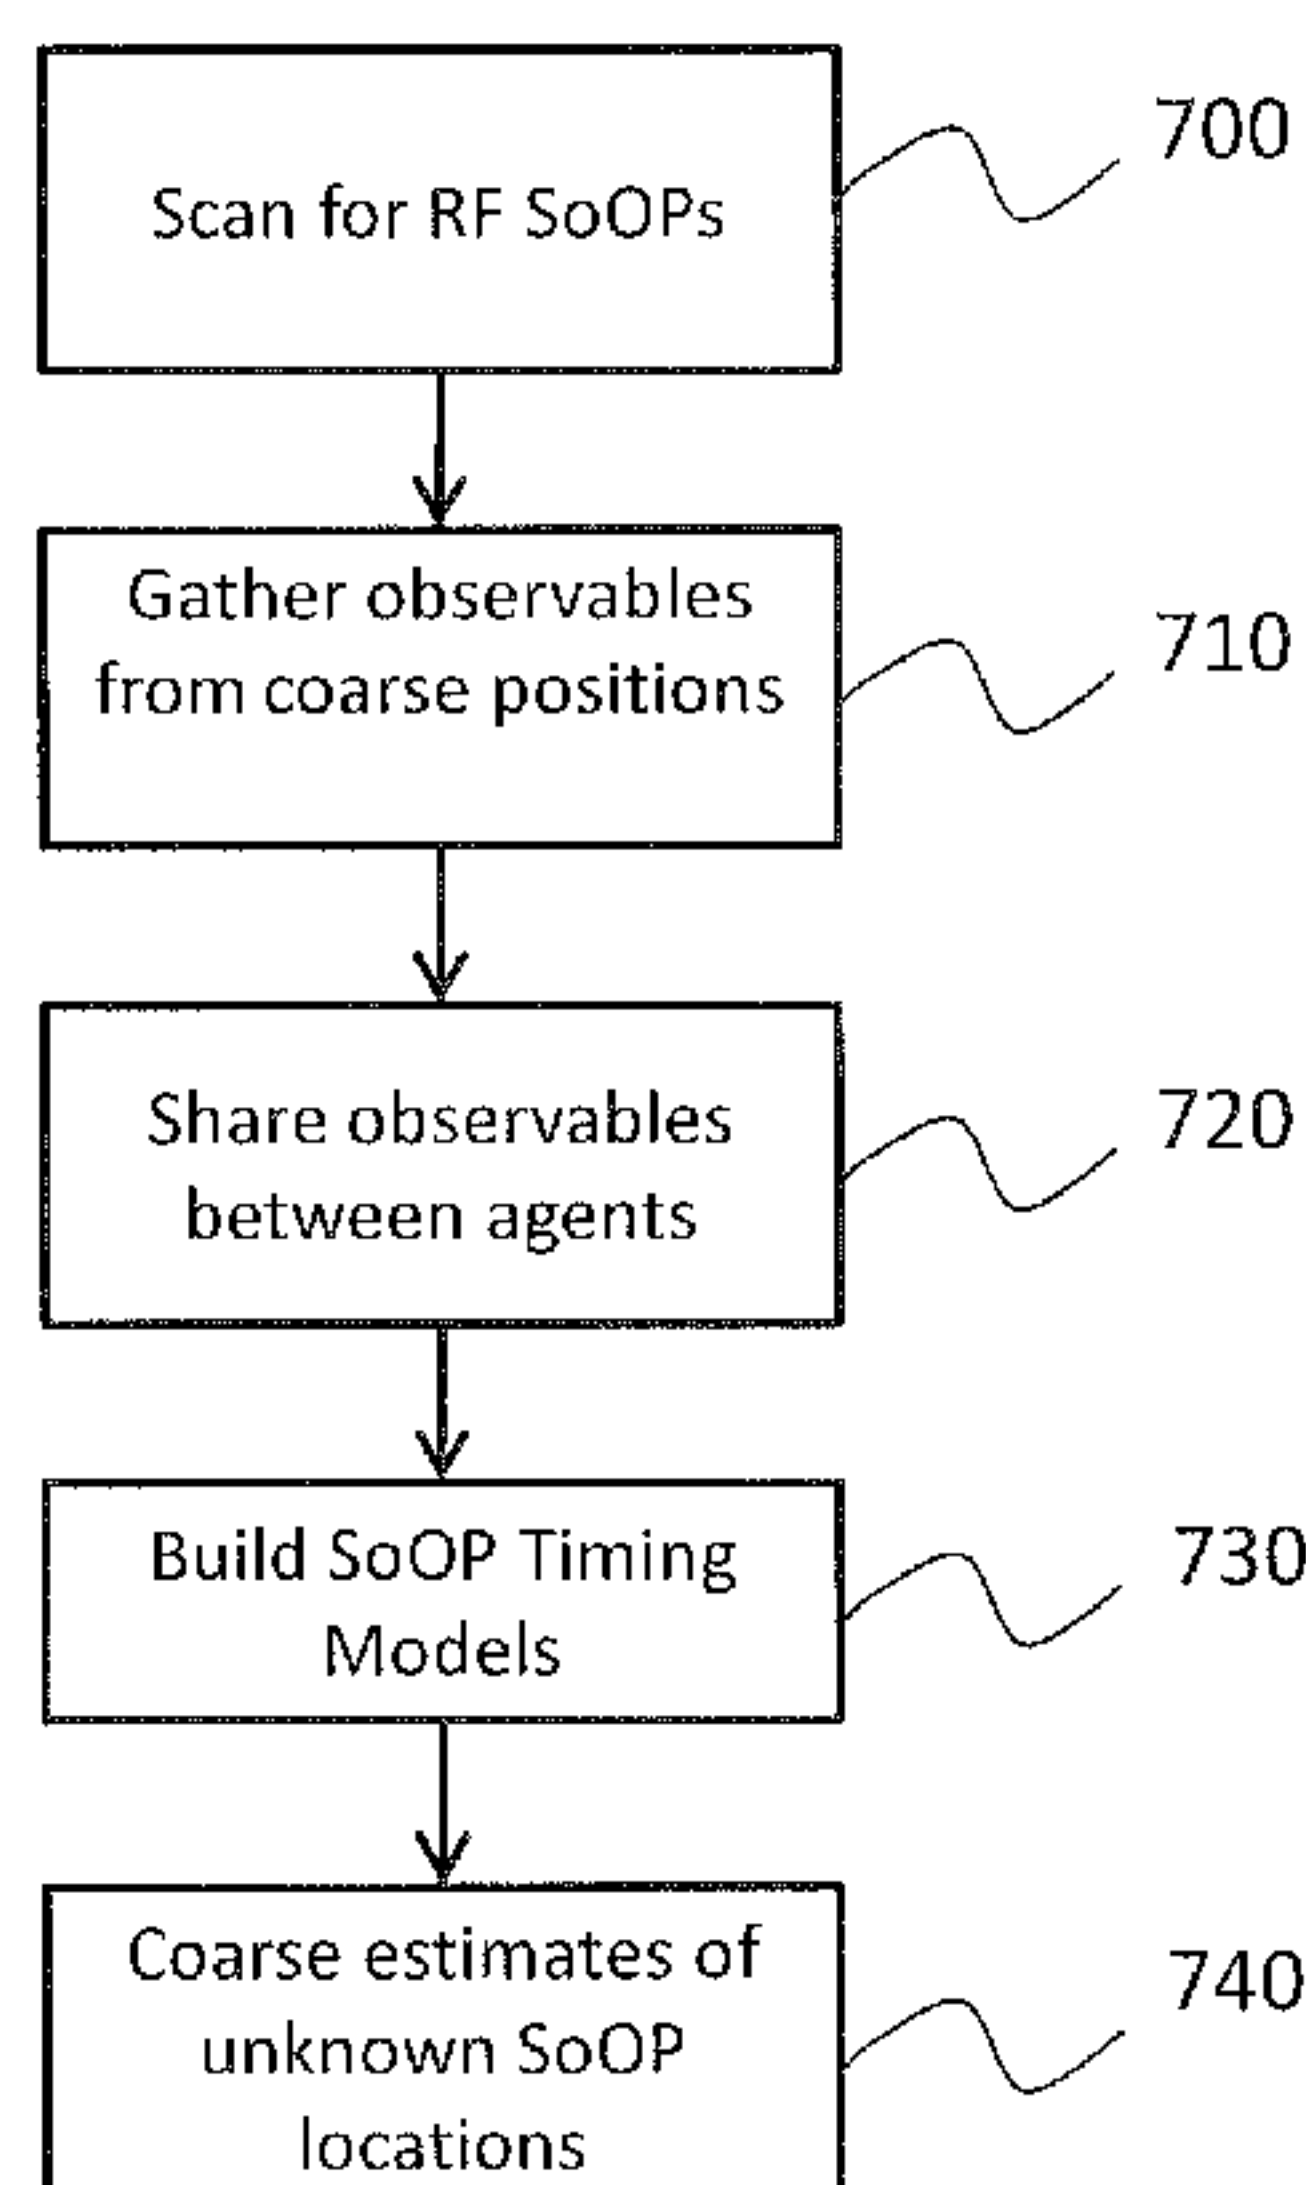 Scan for RF SoOPs
700
Gather observables
from coarse positions
710
Share observables
between agents
720
Build SoOP Timing
Models
730
Coarse estimates of
unknown SoOP
locations
740